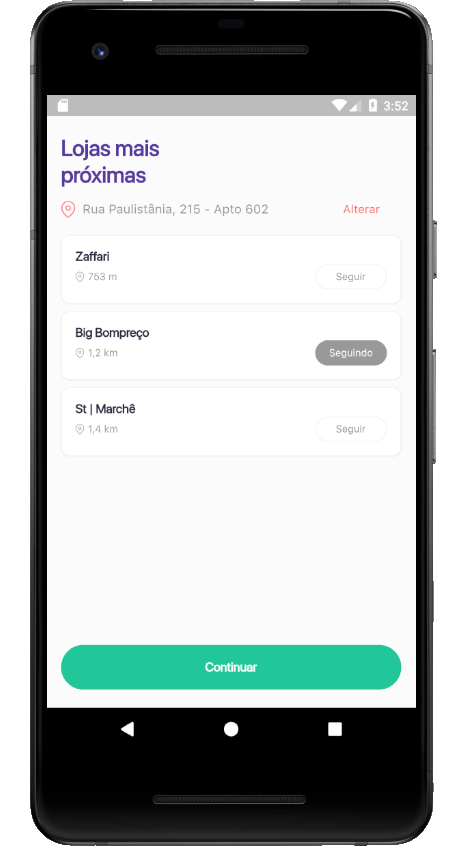 3:52
Lojas mais
próximas
Rua Paulistânia, 215 - Apto 602 Alterar
Zaffari
753 m Seguir
Big Bompreço
1,2 km Seguindo
St | Marchê
1,4 km Seguir
Continuar